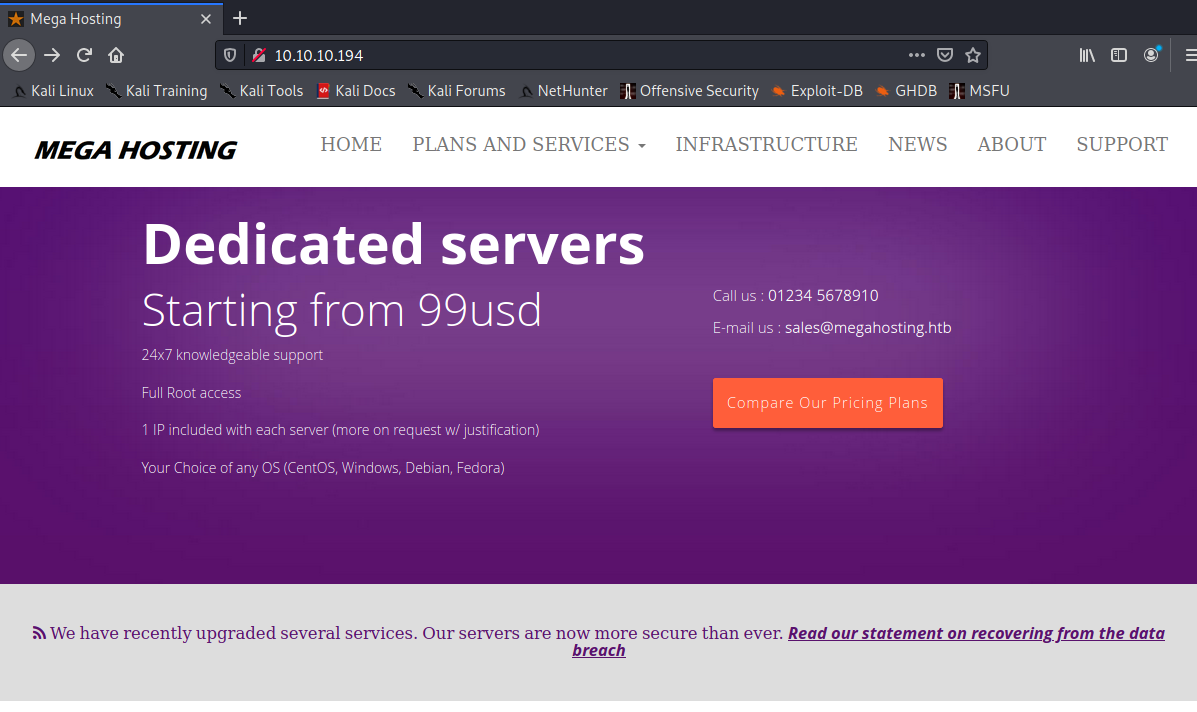 Mega Hosting
10.10.10.194
Kali Linux Kali Training Kali Tools Kali Docs Kali Forums NetHunter Offensive Security Exploit-DB GHDB MSFU
MEGA HOSTING
HOME PLANS AND SERVICES INFRASTRUCTURE NEWS ABOUT SUPPORT
Dedicated servers
Starting from 99usd
24x7 knowledgeable support
Full Root access
1 IP included with each server (more on request w/ justification)
Your Choice of any OS (CentOS, Windows, Debian, Fedora)
Call us : 01234 5678910
E-mail us : sales@megahosting.htb
Compare Our Pricing Plans
We have recently upgraded several services. Our servers are now more secure than ever. Read our statement on recovering from the data
breach